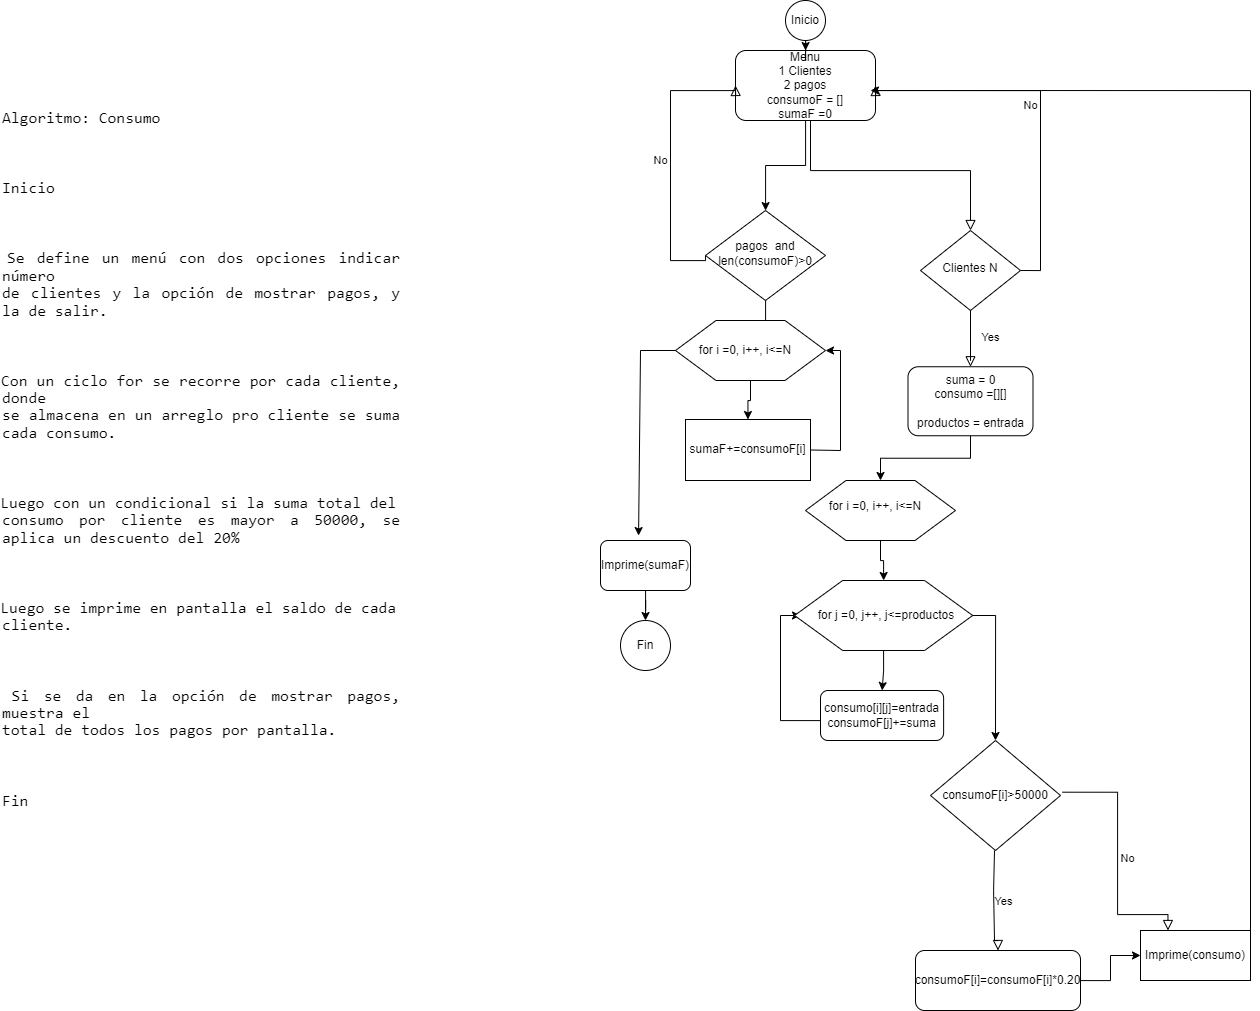 Algoritmo: Consumo
Inicio
Se define un menú con dos opciones indicar
número
de clientes y la opción de mostrar pagos, y
la de salir.
Con un ciclo for se recorre por cada cliente,
donde
se almacena en un arreglo pro cliente se suma
cada consumo.
Luego con un condicional si la suma total del
consumo por cliente es mayor a 50000, se
aplica un descuento del 20%
Luego se imprime en pantalla el saldo de cada
cliente.
Si se da en la opción de mostrar pagos,
muestra el
total de todos los pagos por pantalla.
Fin
Inicio
Menu
1 Clientes
2 pagos
consumoF = []
sumaF =0
No
No
pagos and
len(consumoF)>0
Clientes N
Yes
for i =0, i++, i<=N
suma = 0
consumo =[][]
productos = entrada
sumaF+=consumoF[i]
for i =0, i++, i<=N
Imprime(sumaF)
Fin
for j =0, j++, j<=productos
consumo[i][j]=entrada
consumoF[j]+=suma
consumoF[i]>50000
No
Yes
consumoF[i]=consumoF[i]*0.20
Imprime(consumo)